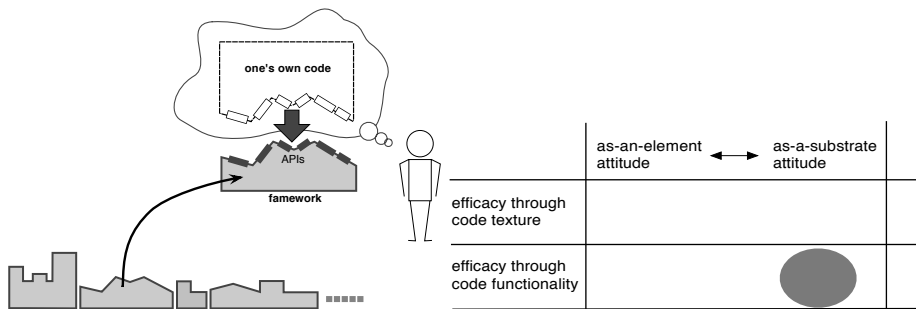 one's own code
APIs
famework
as-an-element
attitude
as-a-substrate
attitude
efficacy through
code texture
efficacy through
code functionality